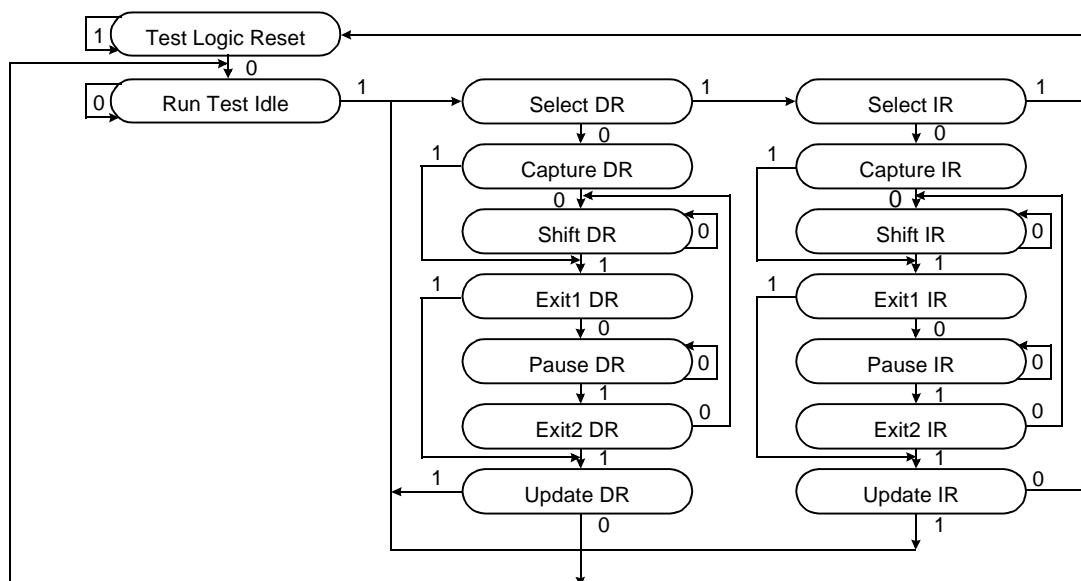 1 Test Logic Reset
0
0 Run Test Idle 1
Select DR 1
Select IR 1
0 0
1 Capture DR
1 Capture IR
0 0
Shift DR 0
Shift IR 0
1 1
1 Exit1 DR
1 Exit1 IR
0 0
Pause DR 0
Pause IR 0
1 1
Exit2 DR 0
Exit2 IR 0
1 1
1 Update DR
Update IR 0
0 1